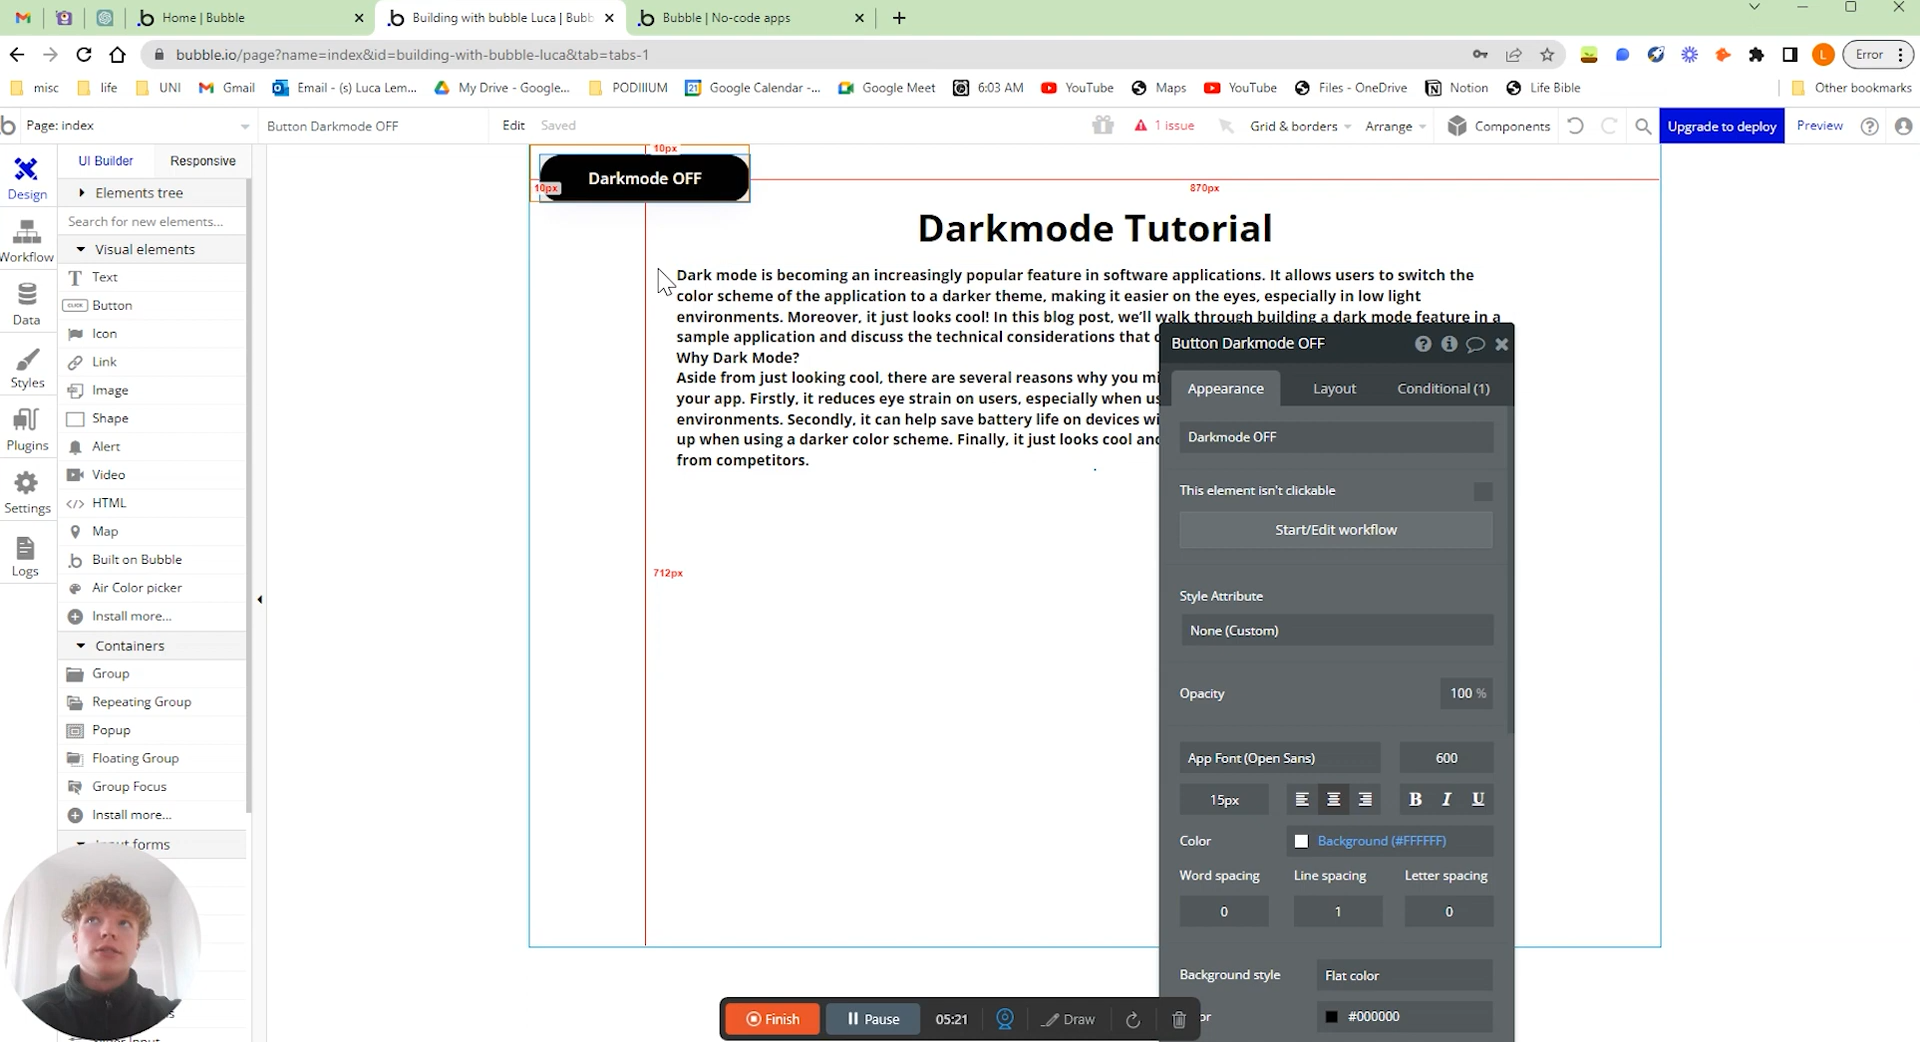 Home | Bubble
Building with bubble Luca | Bubb
Bubble | No-code apps
bubble.io/page?name=index&id=building-with-bubble-luca&tab=tabs-1
L
Error
misc
life
UNI
Gmail
Email - (s) Luca Lem...
My Drive - Google...
PODIIIUM
Google Calendar -...
Google Meet
6:03 AM
YouTube
Maps
YouTube
Files - OneDrive
Notion
Life Bible
Other bookmarks
Page: index
Button Darkmode OFF
Edit
Saved
1 issue
Grid & borders
Arrange
Components
Upgrade to deploy
Preview
Design
Workflow
Data
Styles
Plugins
Settings
Logs
UI Builder
Responsive
Elements tree
Search for new elements...
Visual elements
Text
CLICK
Button
Icon
Link
Image
Shape
Alert
Video
HTML
Map
Built on Bubble
Air Color picker
Install more...
Containers
Group
Repeating Group
Popup
Floating Group
Group Focus
Install more...
Input forms
10px
Darkmode OFF
10px
870px
712px
Darkmode Tutorial
Dark mode is becoming an increasingly popular feature in software applications. It allows users to switch the
color scheme of the application to a darker theme, making it easier on the eyes, especially in low light
environments. Moreover, it just looks cool! In this blog post, we'll walk through building a dark mode feature in a
sample application and discuss the technical considerations that
Why Dark Mode?
Aside from just looking cool, there are several reasons why you mi
your app. Firstly, it reduces eye strain on users, especially when us
environments. Secondly, it can help save battery life on devices wi
up when using a darker color scheme. Finally, it just looks cool and
from competitors.
Button Darkmode OFF
Appearance
Layout
Conditional (1)
Darkmode OFF
This element isn't clickable
Start/Edit workflow
Style Attribute
None (Custom)
Opacity
100 %
App Font (Open Sans)
600
15px
B I U
Color
Background (#FFFFFF)
Word spacing
Line spacing
Letter spacing
0
1
0
Background style
Flat color
#000000
Finish
Pause
05:21
Draw